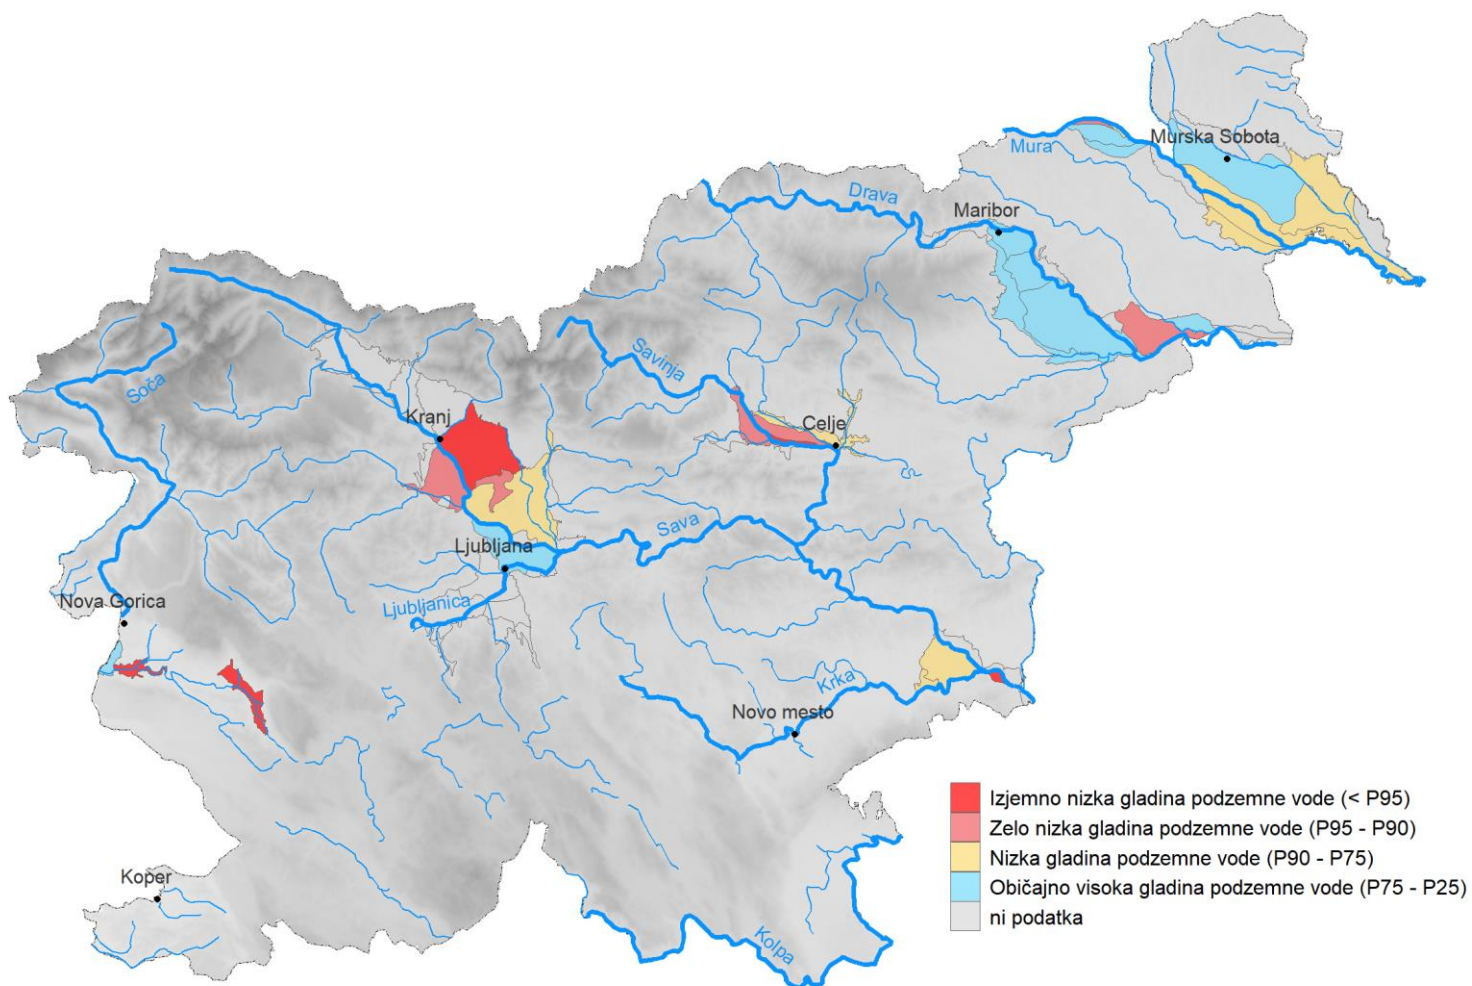 Murska Sobota
Mura
Drava
Maribor
Savinja
Soča
Kranj
Celje
Sava
Ljubljana
Ljubljanica
Nova Gorica
Krka
Novo mesto
Koper
Kolpa
Izjemno nizka gladina podzemne vode (< P95)
Zelo nizka gladina podzemne vode (P95 - P90)
Nizka gladina podzemne vode (P90 - P75)
Običajno visoka gladina podzemne vode (P75 - P25)
ni podatka